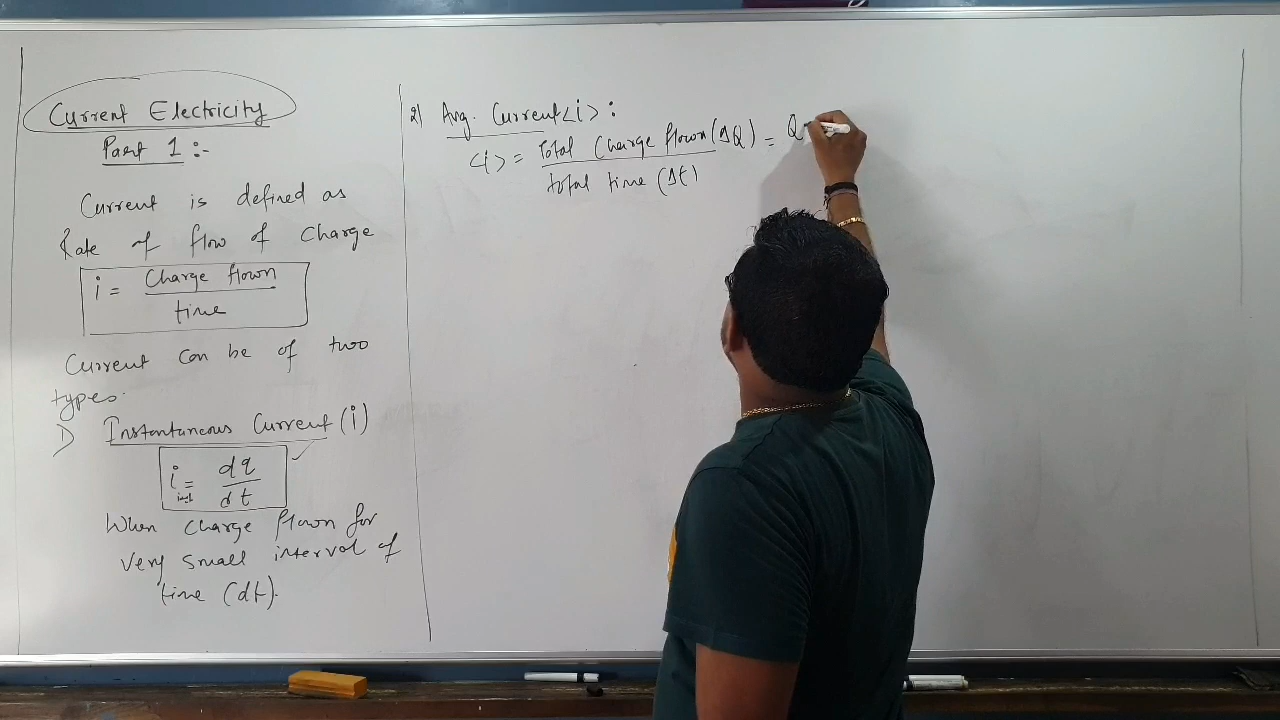 Current Electricity
Part 1 :-
Current is defined as
Rate of flow of charge
i = Charge flown / time
Current can be of two
types.
1) Instantaneous Current (i)
i inst = dq / dt
When charge flown for
very small interval of
time (dt).
2) Avg. Current <i> :
<i> = Total Charge flown (ΔQ) / total time (Δt) = Q